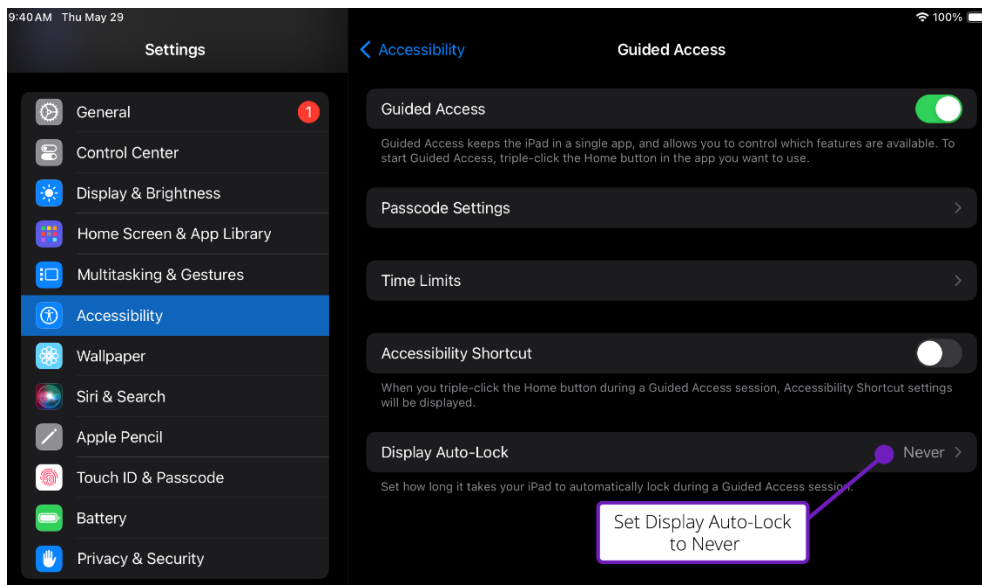 9:40 AM Thu May 29
100%
Settings
General
1
Control Center
Display & Brightness
Home Screen & App Library
Multitasking & Gestures
Accessibility
Wallpaper
Siri & Search
Apple Pencil
Touch ID & Passcode
Battery
Privacy & Security
Accessibility
Guided Access
Guided Access
Guided Access keeps the iPad in a single app, and allows you to control which features are available. To
start Guided Access, triple-click the Home button in the app you want to use.
Passcode Settings
Time Limits
Accessibility Shortcut
When you triple-click the Home button during a Guided Access session, Accessibility Shortcut settings
will be displayed.
Display Auto-Lock
Never
Set how long it takes your iPad to automatically lock during a Guided Access session.
Set Display Auto-Lock
to Never